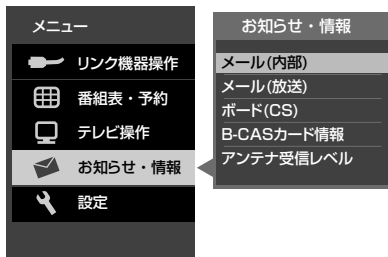 メニュー
リンク機器操作
番組表・予約
テレビ操作
お知らせ・情報
設定
お知らせ・情報
メール(内部)
メール(放送)
ボード(CS)
B-CASカード情報
アンテナ受信レベル